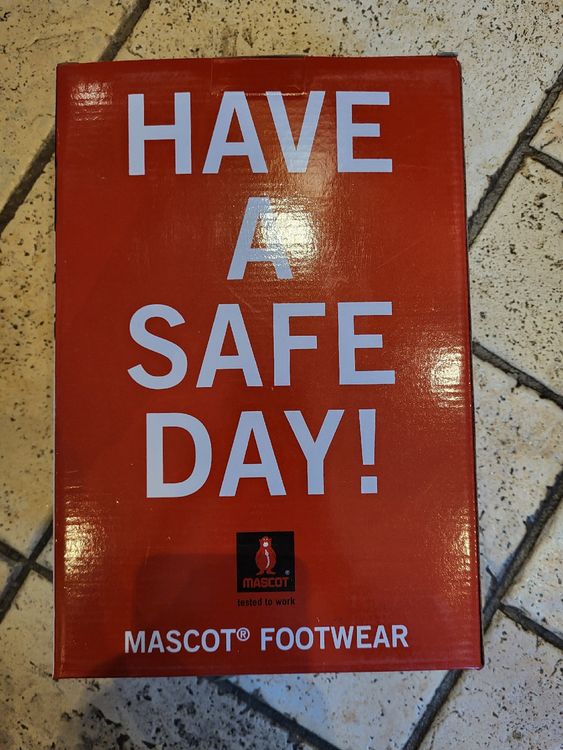 HAVE
A
SAFE
DAY!
MASCOT®
tested to work
MASCOT® FOOTWEAR